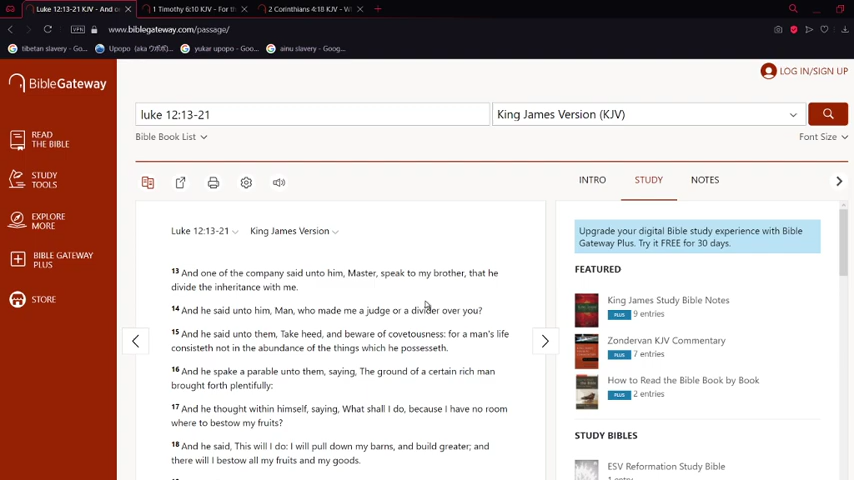 Luke 12:13-21 KJV - And o
1 Timothy 6:10 KJV - For th
2 Corinthians 4:18 KJV - W
VPN www.biblegateway.com/passage/
tibetan slavery - Go...
Upopo (aka ウポポ...
yukar upopo - Goog...
ainu slavery - Goog...
BibleGateway
LOG IN/SIGN UP
luke 12:13-21
King James Version (KJV)
Bible Book List
Font Size
READ
THE BIBLE
STUDY
TOOLS
EXPLORE
MORE
BIBLE GATEWAY
PLUS
STORE
INTRO
STUDY
NOTES
Luke 12:13-21 King James Version
13 And one of the company said unto him, Master, speak to my brother, that he
divide the inheritance with me.
14 And he said unto him, Man, who made me a judge or a divider over you?
15 And he said unto them, Take heed, and beware of covetousness: for a man's life
consisteth not in the abundance of the things which he possesseth.
16 And he spake a parable unto them, saying, The ground of a certain rich man
brought forth plentifully:
17 And he thought within himself, saying, What shall I do, because I have no room
where to bestow my fruits?
18 And he said, This will I do: I will pull down my barns, and build greater; and
there will I bestow all my fruits and my goods.
Upgrade your digital Bible study experience with Bible
Gateway Plus. Try it FREE for 30 days.
FEATURED
King James Study Bible Notes
PLUS 9 entries
Zondervan KJV Commentary
PLUS 7 entries
How to Read the Bible Book by Book
PLUS 2 entries
STUDY BIBLES
ESV Reformation Study Bible
1 entry